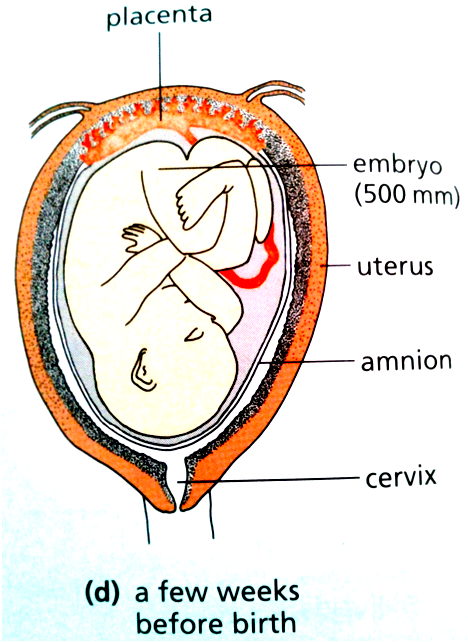 placenta
embryo
(500 mm)
uterus
amnion
cervix
(d) a few weeks
before birth